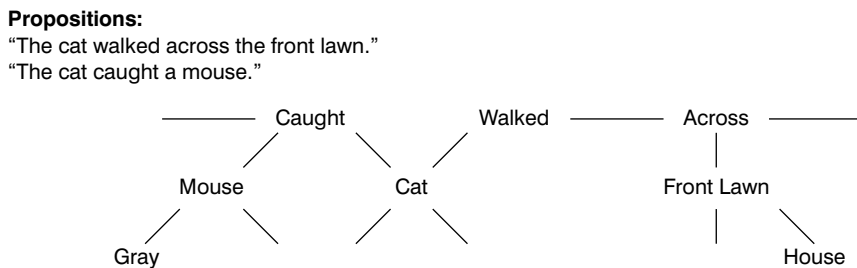 Propositions:
“The cat walked across the front lawn.”
“The cat caught a mouse.”
Caught Walked Across
Mouse Cat Front Lawn
Gray House